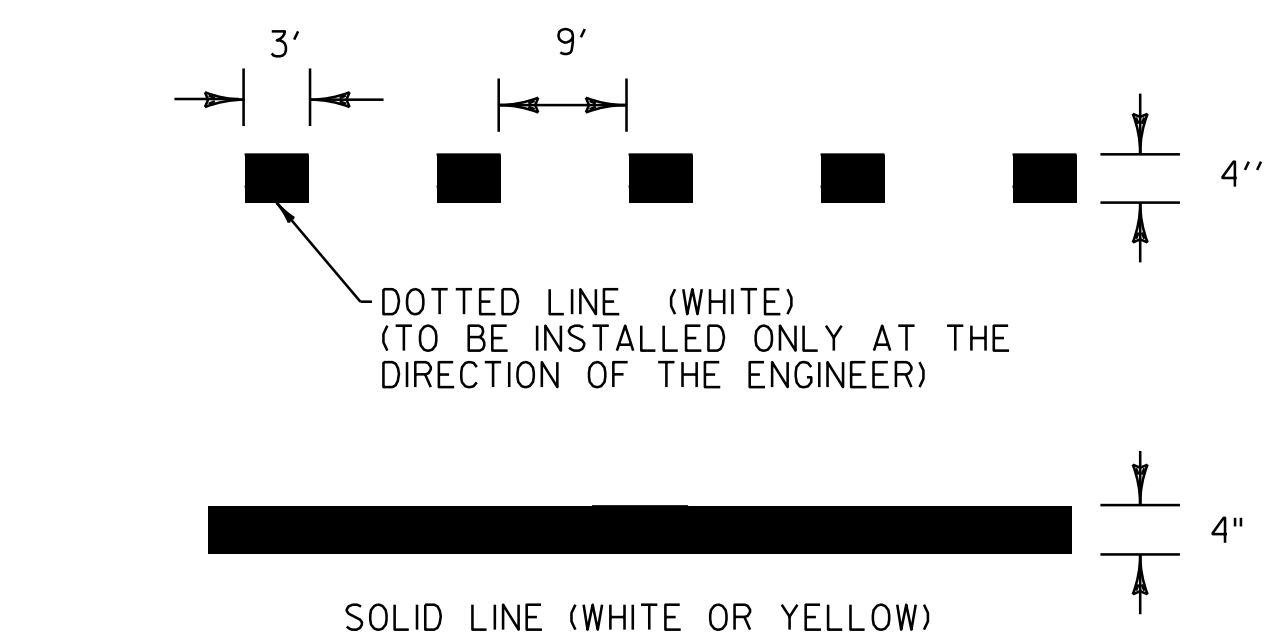 3'
9'
4''
DOTTED LINE (WHITE)
(TO BE INSTALLED ONLY AT THE
DIRECTION OF THE ENGINEER)
4"
SOLID LINE (WHITE OR YELLOW)